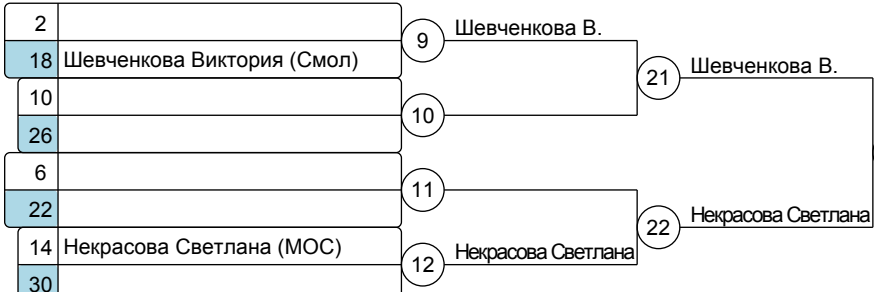 2
18 Шевченкова Виктория (Смол)
9 Шевченкова В.
10
26
10
21 Шевченкова В.
6
22
11
14 Некрасова Светлана (МОС)
30
12 Некрасова Светлана
22 Некрасова Светлана